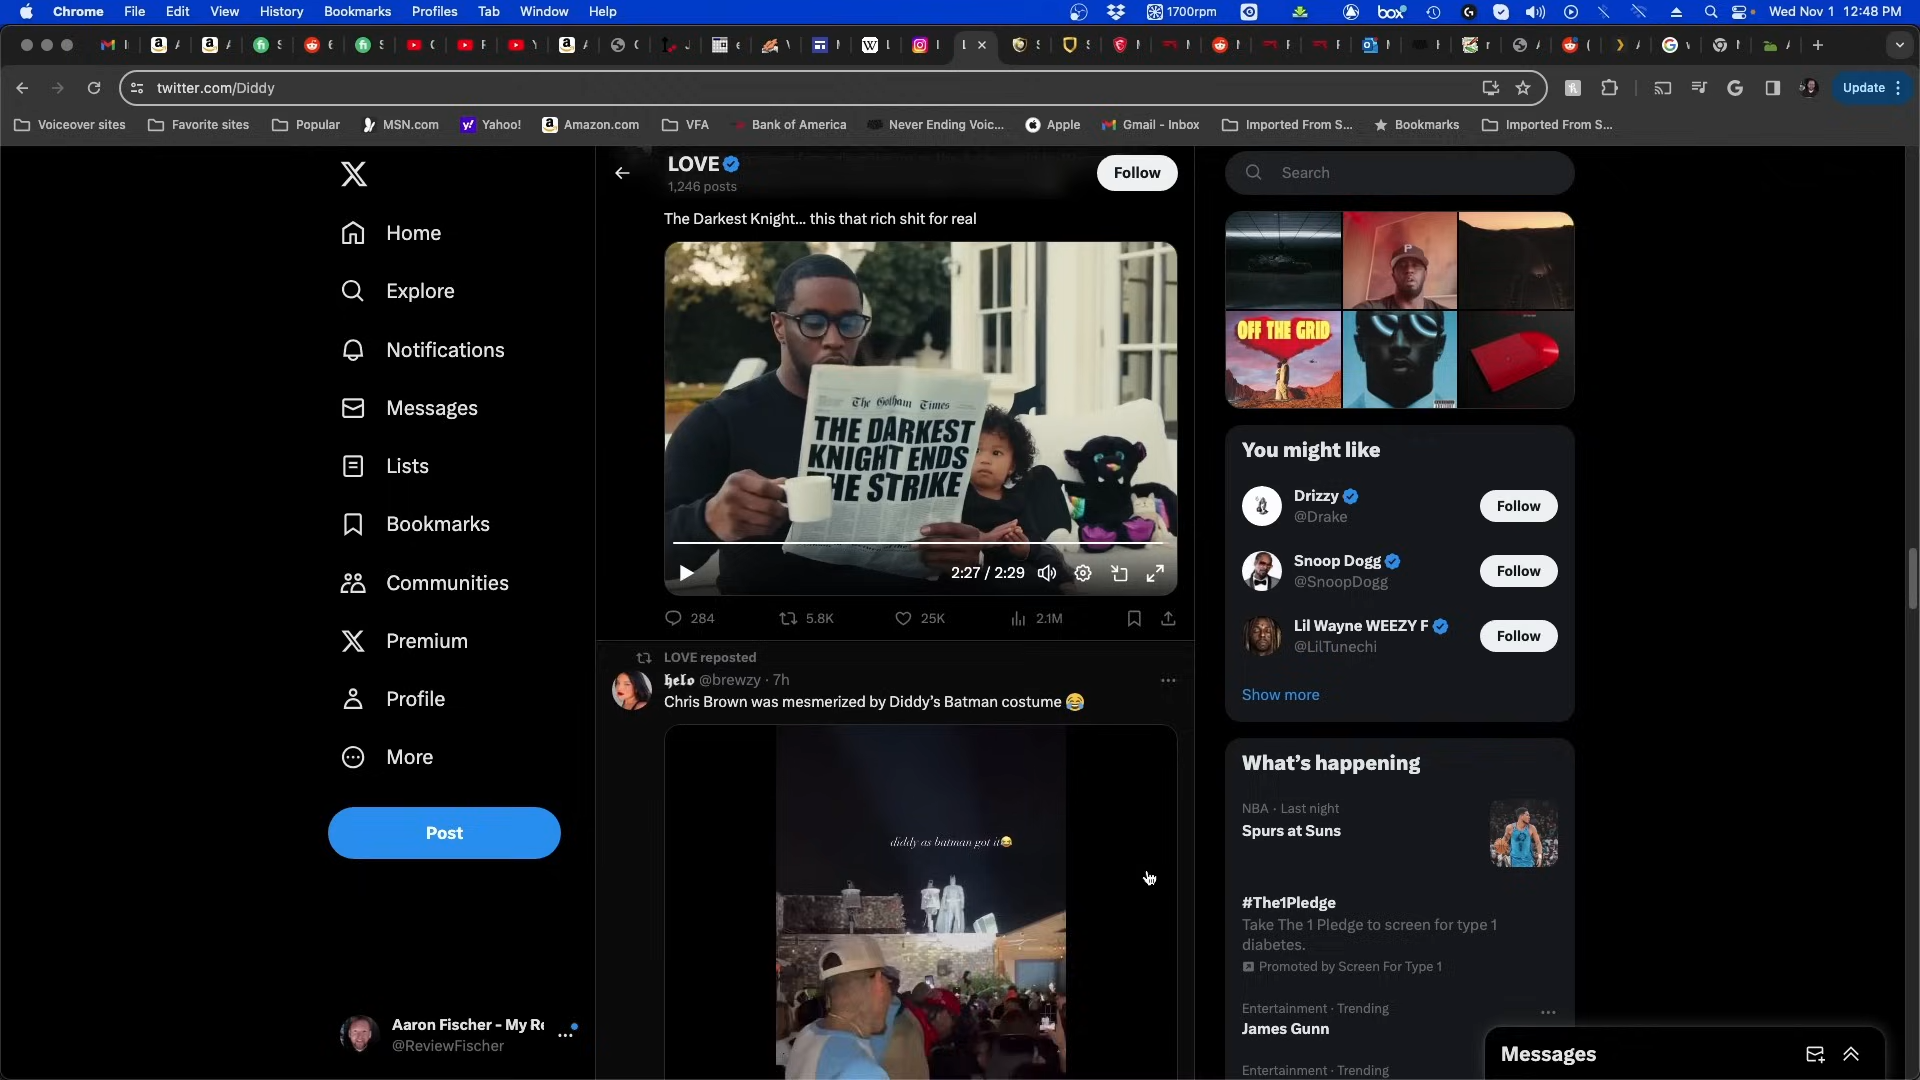 Chrome File Edit View History Bookmarks Profiles Tab Window Help
1700rpm
box
Wed Nov 1 12:48 PM
twitter.com/Diddy
Update
Voiceover sites
Favorite sites
Popular
MSN.com
Yahoo!
Amazon.com
VFA
Bank of America
Never Ending Voic...
Apple
Gmail - Inbox
Imported From S...
Bookmarks
Imported From S...
Home
Explore
Notifications
Messages
Lists
Bookmarks
Communities
Premium
Profile
More
Post
Aaron Fischer - My Re
@ReviewFischer
LOVE
1,246 posts
Follow
The Darkest Knight... this that rich shit for real
The Gotham Times
THE DARKEST
KNIGHT ENDS
THE STRIKE
2:27 / 2:29
284
5.8K
25K
2.1M
LOVE reposted
helo @brewzy · 7h
Chris Brown was mesmerized by Diddy's Batman costume 😂
diddy as batman got it😂
Search
P
OFF THE GRID
You might like
Drizzy
@Drake
Follow
Snoop Dogg
@SnoopDogg
Follow
Lil Wayne WEEZY F
@LilTunechi
Follow
Show more
What's happening
NBA · Last night
Spurs at Suns
#The1Pledge
Take The 1 Pledge to screen for type 1
diabetes.
Promoted by Screen For Type 1
Entertainment · Trending
James Gunn
Entertainment · Trending
Messages